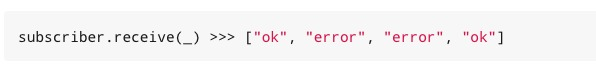 subscriber.receive(_) >>> ["ok", "error", "error", "ok"]